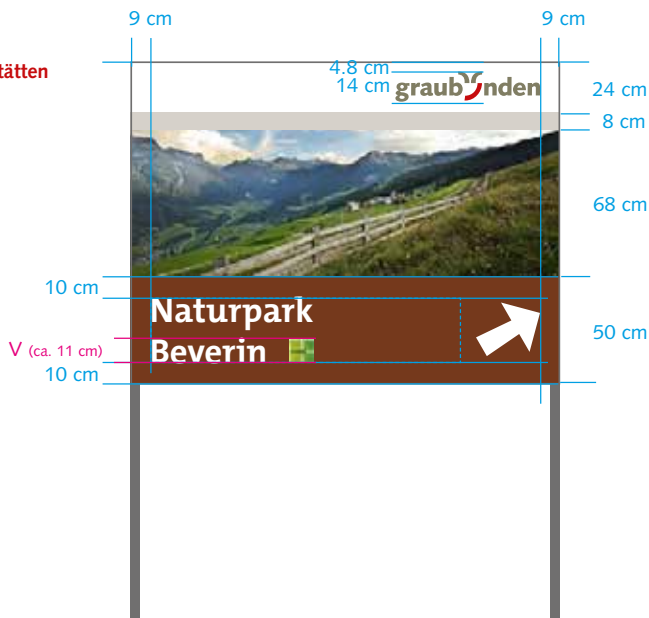 9 cm
9 cm
tätten
4.8 cm
14 cm
graubünden
24 cm
8 cm
68 cm
10 cm
Naturpark
50 cm
V (ca. 11 cm)
Beverin
10 cm